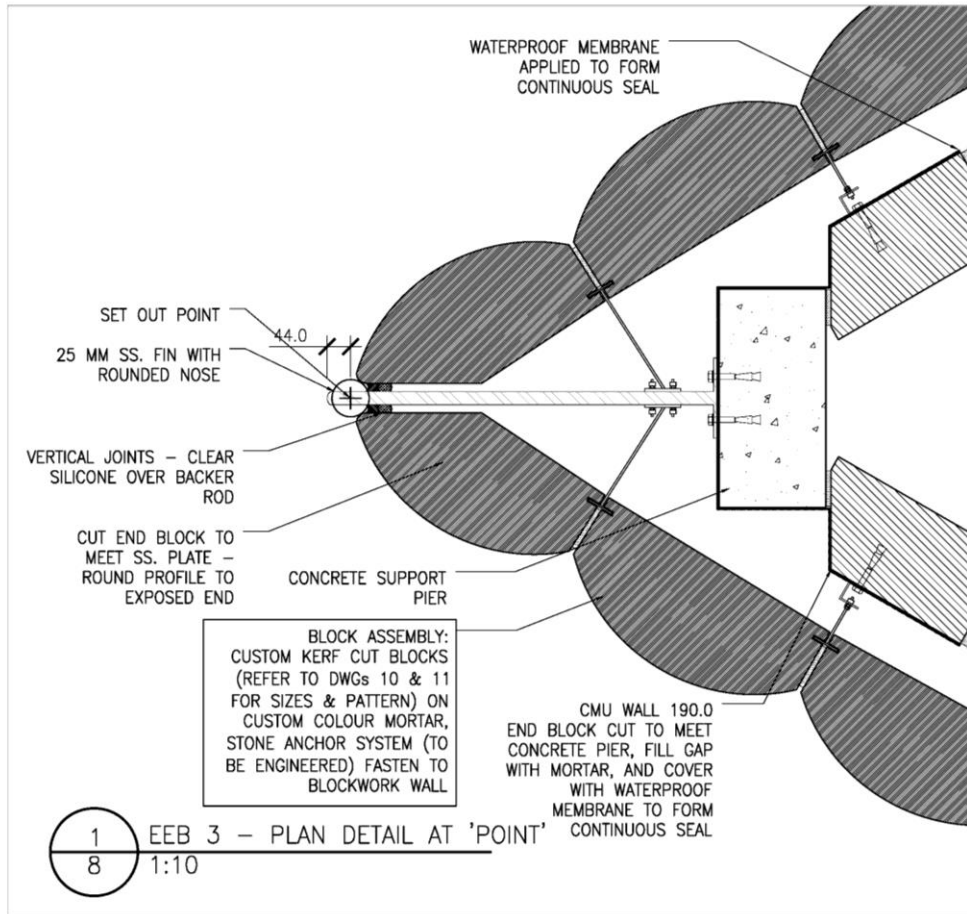 WATERPROOF MEMBRANE
APPLIED TO FORM
CONTINUOUS SEAL
SET OUT POINT
44.0
25 MM SS. FIN WITH
ROUNDED NOSE
VERTICAL JOINTS – CLEAR
SILICONE OVER BACKER
ROD
CUT END BLOCK TO
MEET SS. PLATE –
ROUND PROFILE TO
EXPOSED END
CONCRETE SUPPORT
PIER
BLOCK ASSEMBLY:
CUSTOM KERF CUT BLOCKS
(REFER TO DWGs 10 & 11
FOR SIZES & PATTERN) ON
CUSTOM COLOUR MORTAR,
STONE ANCHOR SYSTEM (TO
BE ENGINEERED) FASTEN TO
BLOCKWORK WALL
CMU WALL 190.0
END BLOCK CUT TO MEET
CONCRETE PIER, FILL GAP
WITH MORTAR, AND COVER
WITH WATERPROOF
MEMBRANE TO FORM
CONTINUOUS SEAL
1
8
EEB 3 – PLAN DETAIL AT 'POINT'
1:10